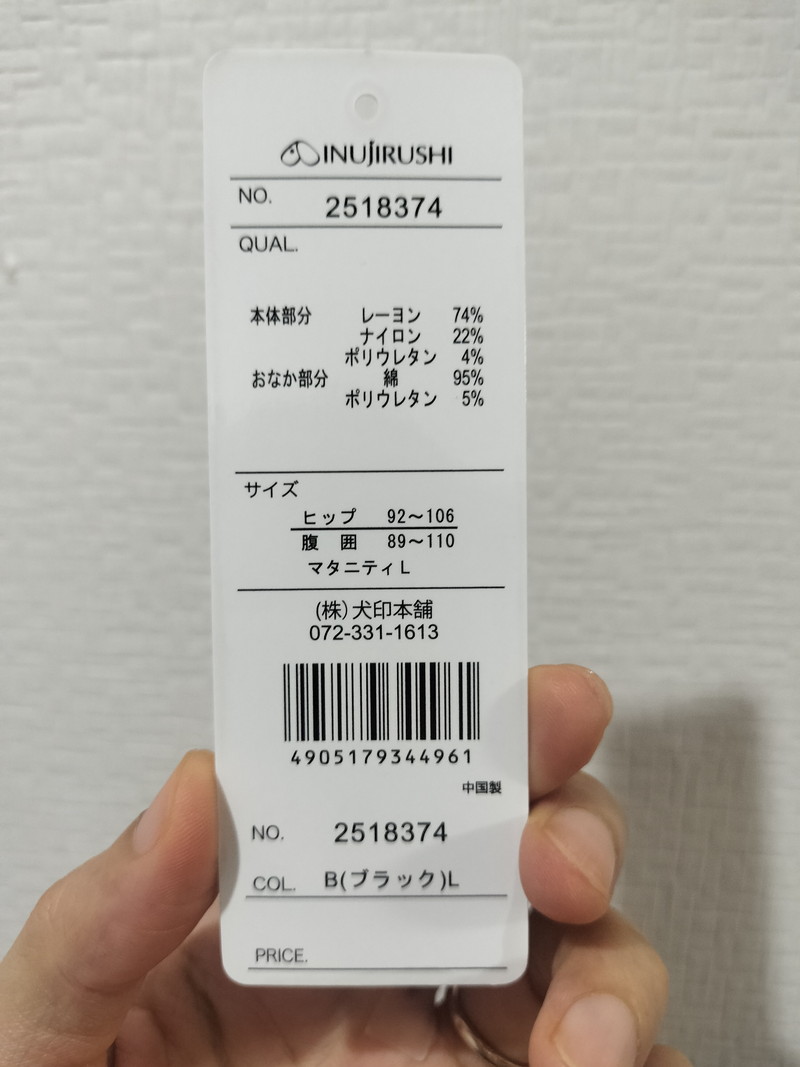 INUJIRUSHI
NO. 2518374
QUAL.
本体部分 レーヨン 74%
ナイロン 22%
ポリウレタン 4%
おなか部分 綿 95%
ポリウレタン 5%
サイズ
ヒップ 92〜106
腹 囲 89〜110
マタニティL
(株)犬印本舗
072-331-1613
4905179344961
中国製
NO. 2518374
COL. B(ブラック)L
PRICE.